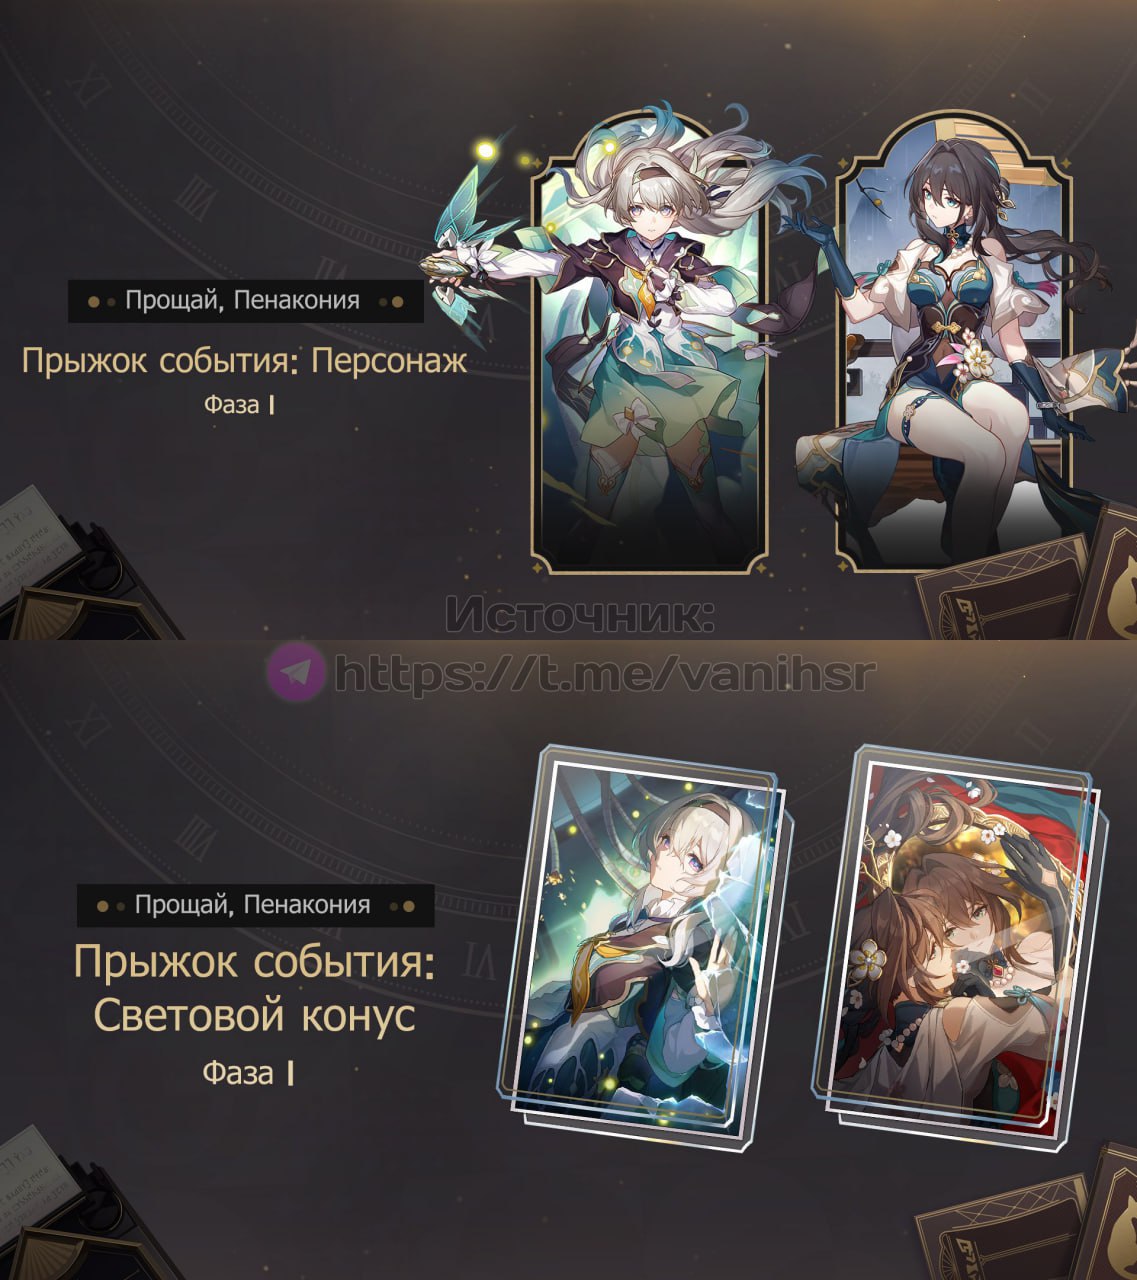 Прощай, Пенакония
Прыжок события: Персонаж
Фаза I
Источник:
https://t.me/vanihsr
Прощай, Пенакония
Прыжок события:
Световой конус
Фаза I